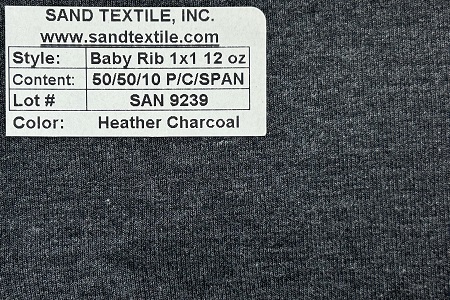 SAND TEXTILE, INC.
www.sandtextile.com
Style: Baby Rib 1x1 12 oz
Content: 50/50/10 P/C/SPAN
Lot # SAN 9239
Color: Heather Charcoal